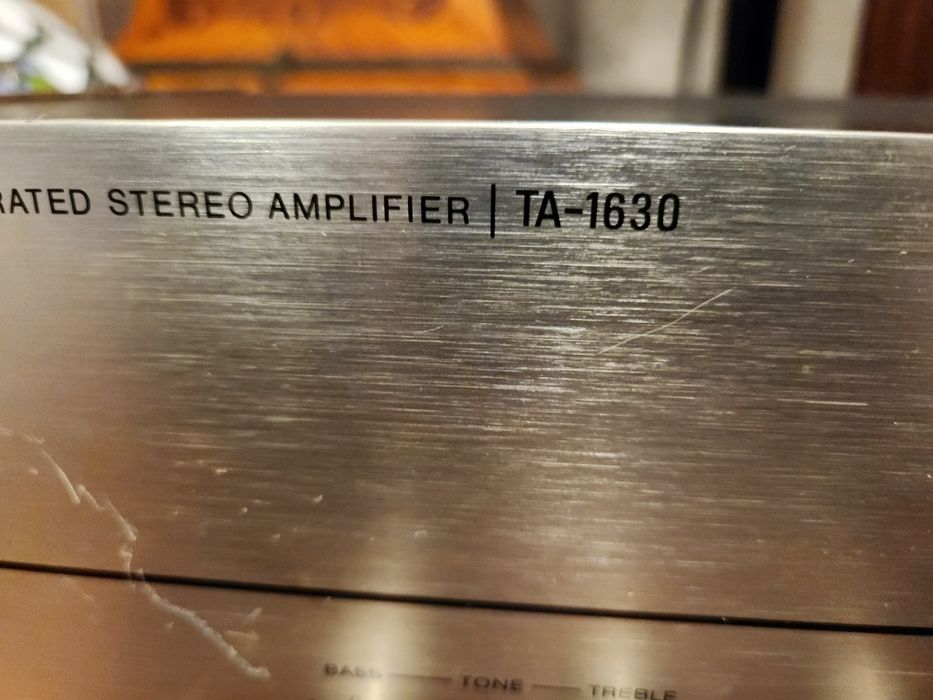 RATED STEREO AMPLIFIER | TA-1630
BASS — TONE — TREBLE